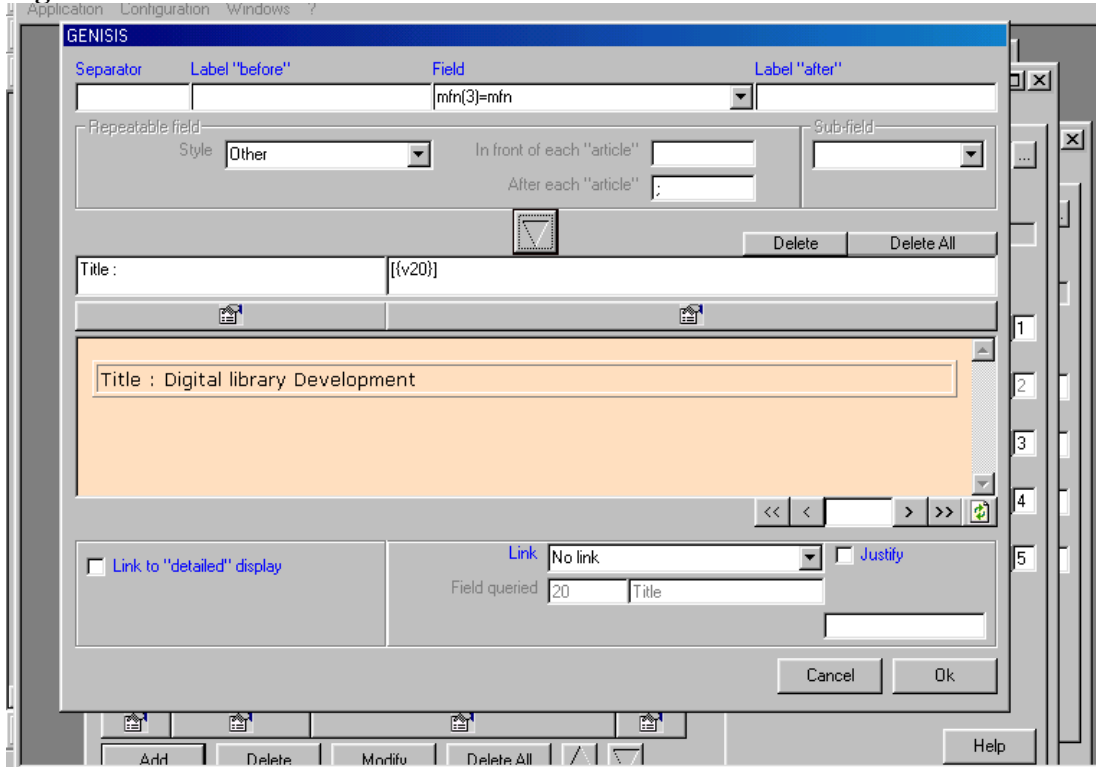 Application Configuration Windows ?
GENISIS
Separator Label "before" Field Label "after"
mfn(3)=mfn
Repeatable field Sub-field
Style Other In front of each "article"
...
After each "article" ;
Delete Delete All
Title : [{v20}]
1
Title : Digital library Development
2
3
<< < > >> 4
Link to "detailed" display Link No link Justify 5
Field queried 20 Title
Cancel Ok
Help
Add Delete Modify Delete All